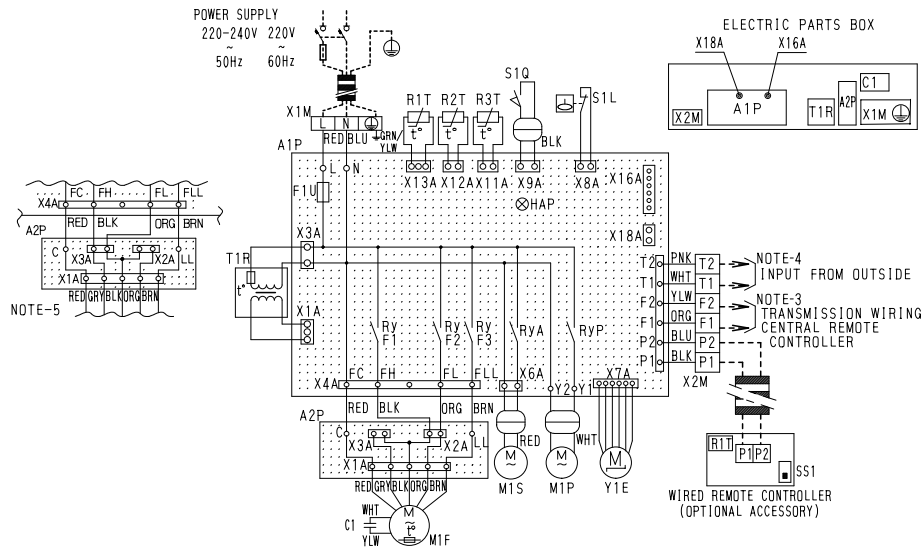 POWER SUPPLY
220-240V 220V
~ ~
50Hz 60Hz
ELECTRIC PARTS BOX
X18A X16A
A1P
X2M
T1R
A2P
C1
X1M
X1M
L N
RED BLU
GRN/
YLW
R1T R2T R3T
t° t° t°
S1Q
BLK
S1L
A1P
L N
F1U
X13A X12A X11A X9A X8A
HAP
X16A
X18A
FC FH FL FLL
X4A
RED BLK ORG BRN
A2P
C X3A X2A LL
X1A
RED GRY BLK ORG BRN
NOTE-5
X3A
T1R
t°
X1A
Ry
F1
Ry
F2
Ry
F3
RyA
RyP
T2 PNK T2
T1 WHT T1
F2 YLW F2
F1 ORG F1
P2 BLU P2
P1 BLK P1
X2M
NOTE-4
INPUT FROM OUTSIDE
NOTE-3
TRANSMISSION WIRING
CENTRAL REMOTE
CONTROLLER
FC FH FL FLL X6A
X4A
Y2 Y1
X7A
RED BLK ORG BRN
A2P
C X3A X2A LL
X1A
RED GRY BLK ORG BRN
RED
WHT
M
~
M1S
M
~
M1P
M
Y1E
WHT
C1
YLW
M
~
t°
M1F
R1T
P1 P2
SS1
WIRED REMOTE CONTROLLER
(OPTIONAL ACCESSORY)